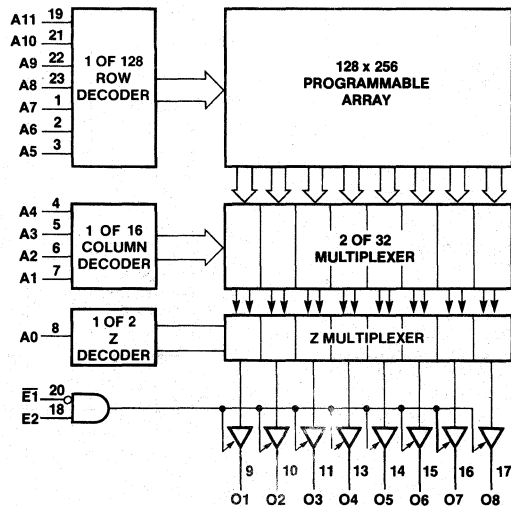 A11 19
A10 21
A9 22
A8 23
A7 1
A6 2
A5 3
1 OF 128
ROW
DECODER
128 x 256
PROGRAMMABLE
ARRAY
A4 4
A3 5
A2 6
A1 7
1 OF 16
COLUMN
DECODER
2 OF 32
MULTIPLEXER
A0 8
1 OF 2
Z
DECODER
Z MULTIPLEXER
E1 20
E2 18
9 10 11 13 14 15 16 17
O1 O2 O3 O4 O5 O6 O7 O8